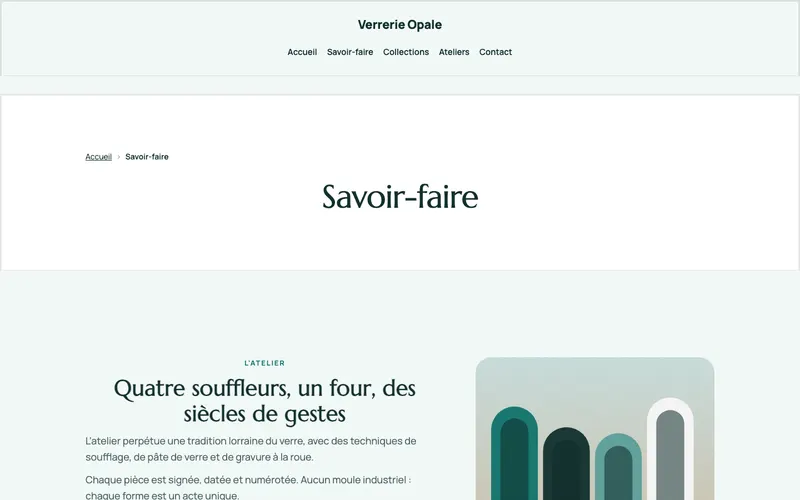 Verrerie Opale
Accueil Savoir-faire Collections Ateliers Contact
Accueil › Savoir-faire
Savoir-faire
L'ATELIER
Quatre souffleurs, un four, des
siècles de gestes
L'atelier perpétue une tradition lorraine du verre, avec des techniques de
soufflage, de pâte de verre et de gravure à la roue.
Chaque pièce est signée, datée et numérotée. Aucun moule industriel :
chaque forme est un acte unique.